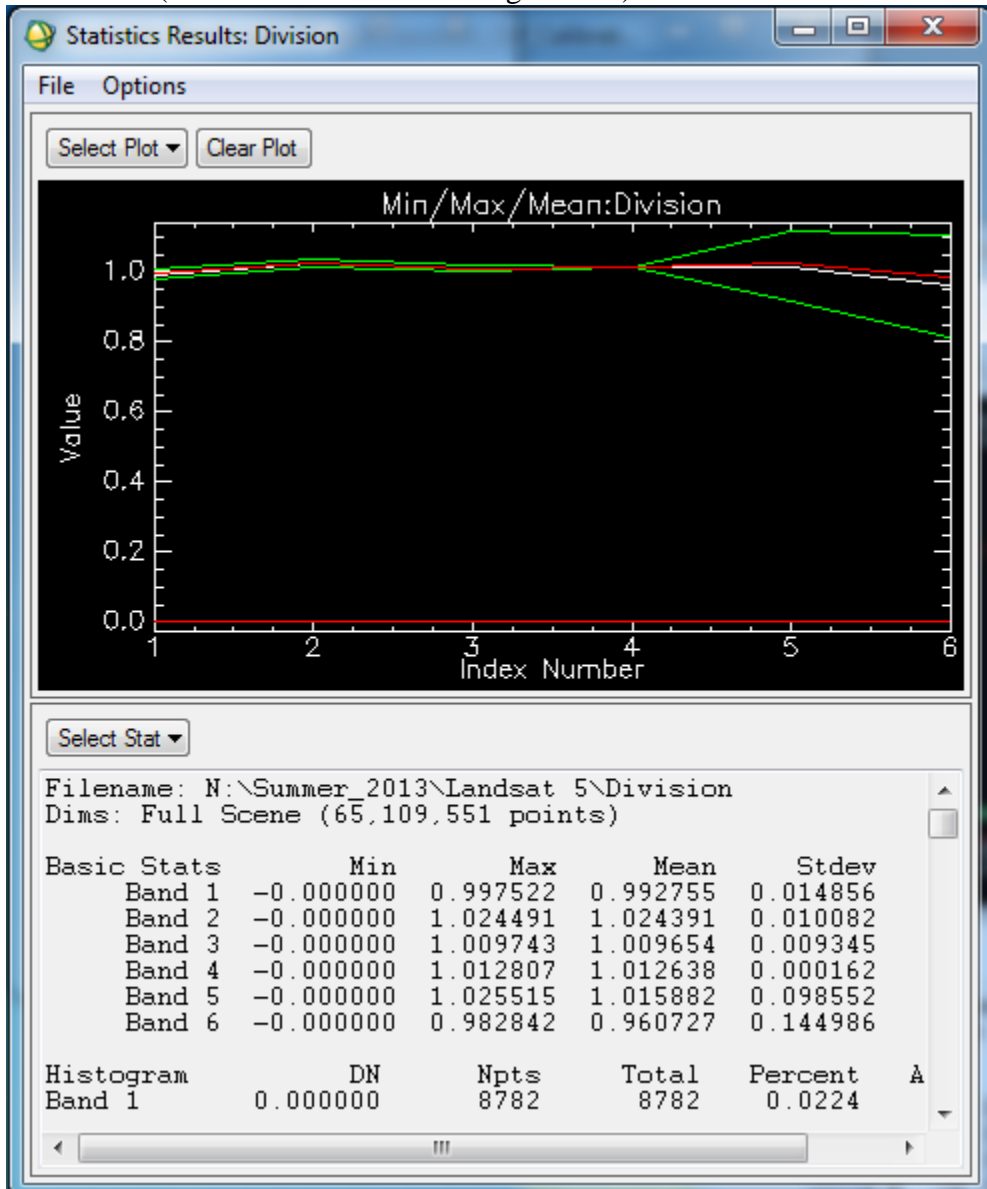 Statistics Results: Division
File Options
Select Plot Clear Plot
Min/Max/Mean:Division
1.0
0.8
0.6
0.4
0.2
0.0
Value
1 2 3 4 5 6
Index Number
Select Stat
Filename: N:\Summer_2013\Landsat 5\Division
Dims: Full Scene (65,109,551 points)
Basic Stats Min Max Mean Stdev
Band 1 -0.000000 0.997522 0.992755 0.014856
Band 2 -0.000000 1.024491 1.024391 0.010082
Band 3 -0.000000 1.009743 1.009654 0.009345
Band 4 -0.000000 1.012807 1.012638 0.000162
Band 5 -0.000000 1.025515 1.015882 0.098552
Band 6 -0.000000 0.982842 0.960727 0.144986
Histogram DN Npts Total Percent A
Band 1 0.000000 8782 8782 0.0224